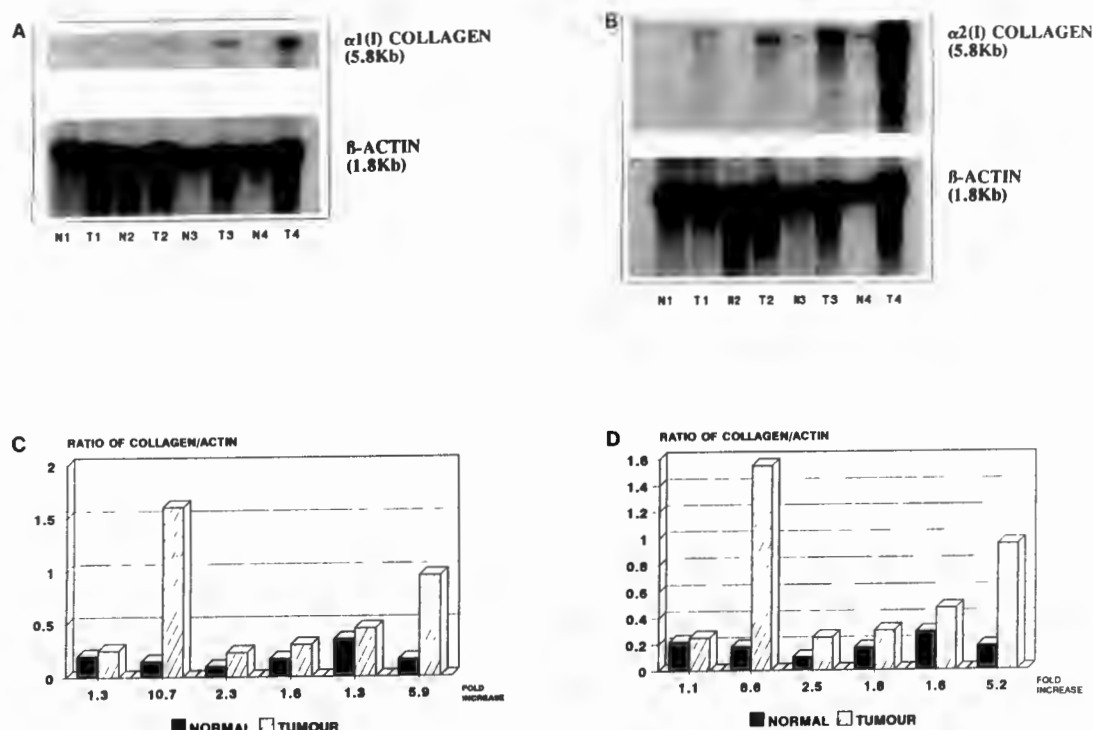 A
α1(I) COLLAGEN
(5.8Kb)
ß-ACTIN
(1.8Kb)
N1 T1 N2 T2 N3 T3 N4 T4
B
α2(I) COLLAGEN
(5.8Kb)
ß-ACTIN
(1.8Kb)
N1 T1 N2 T2 N3 T3 N4 T4
C
RATIO OF COLLAGEN/ACTIN
2
1.5
1
0.5
0
1.3 10.7 2.3 1.3 5.9
FOLD
INCREASE
NORMAL TUMOUR
D
RATIO OF COLLAGEN/ACTIN
1.6
1.4
1.2
1
0.8
0.6
0.4
0.2
0
1.1 2.5 1.6 5.2
FOLD
INCREASE
NORMAL TUMOUR